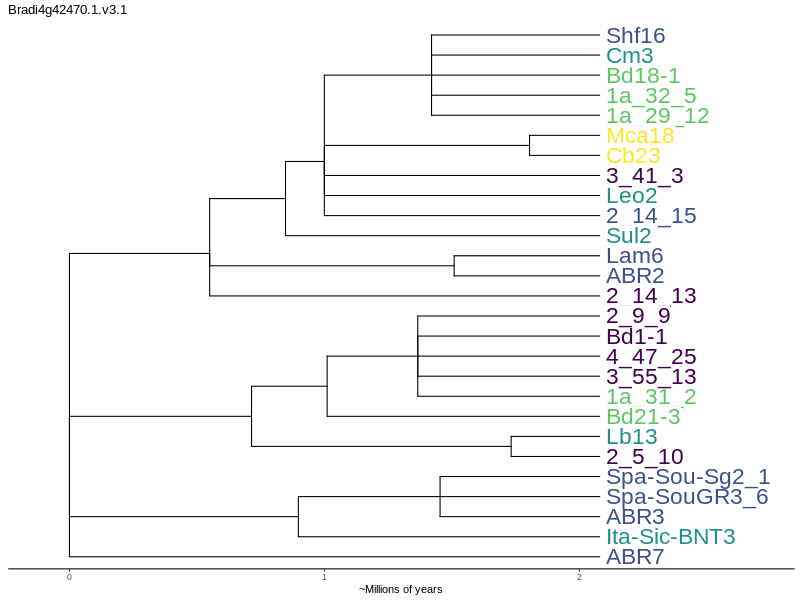 Bradi4g42470.1.v3.1
Shf16
Cm3
Bd18-1
1a_32_5
1a_29_12
Mca18
Cb23
3_41_3
Leo2
2_14_15
Sul2
Lam6
ABR2
2_14_13
2_9_9
Bd1-1
4_47_25
3_55_13
1a_31_2
Bd21-3
Lb13
2_5_10
Spa-Sou-Sg2_1
Spa-SouGR3_6
ABR3
Ita-Sic-BNT3
ABR7
0 1 2
~Millions of years